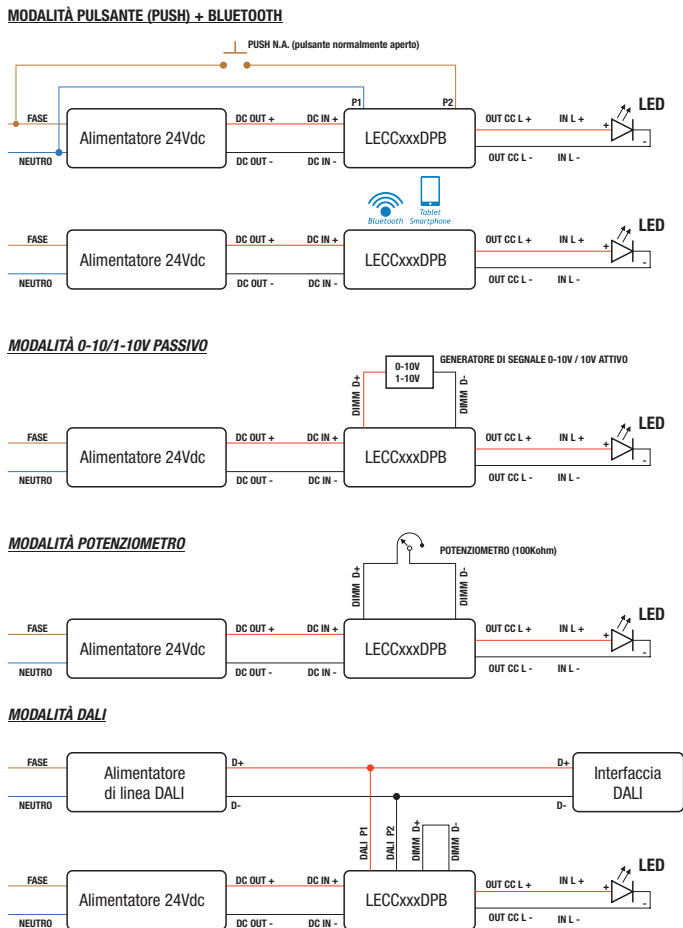 MODALITÀ PULSANTE (PUSH) + BLUETOOTH
PUSH N.A. (pulsante normalmente aperto)
P1 P2
FASE
DC OUT + DC IN +
OUT CC L + IN L +
LED
Alimentatore 24Vdc
LECCxxxDPB
+
-
NEUTRO
DC OUT - DC IN -
OUT CC L - IN L -
Bluetooth
Tablet
Smartphone
FASE
DC OUT + DC IN +
OUT CC L + IN L +
LED
Alimentatore 24Vdc
LECCxxxDPB
+
-
NEUTRO
DC OUT - DC IN -
OUT CC L - IN L -
MODALITÀ 0-10/1-10V PASSIVO
0-10V
1-10V
GENERATORE DI SEGNALE 0-10V / 10V ATTIVO
DIMM D+
DIMM D-
FASE
DC OUT + DC IN +
OUT CC L + IN L +
LED
Alimentatore 24Vdc
LECCxxxDPB
+
-
NEUTRO
DC OUT - DC IN -
OUT CC L - IN L -
MODALITÀ POTENZIOMETRO
POTENZIOMETRO (100Kohm)
DIMM D+
DIMM D-
FASE
DC OUT + DC IN +
OUT CC L + IN L +
LED
Alimentatore 24Vdc
LECCxxxDPB
+
-
NEUTRO
DC OUT - DC IN -
OUT CC L - IN L -
MODALITÀ DALI
FASE
D+
D+
Alimentatore
di linea DALI
Interfaccia
DALI
NEUTRO
D-
D-
DALI P1
DALI P2
DIMM D+
DIMM D-
FASE
DC OUT + DC IN +
OUT CC L + IN L +
LED
Alimentatore 24Vdc
LECCxxxDPB
+
-
NEUTRO
DC OUT - DC IN -
OUT CC L - IN L -